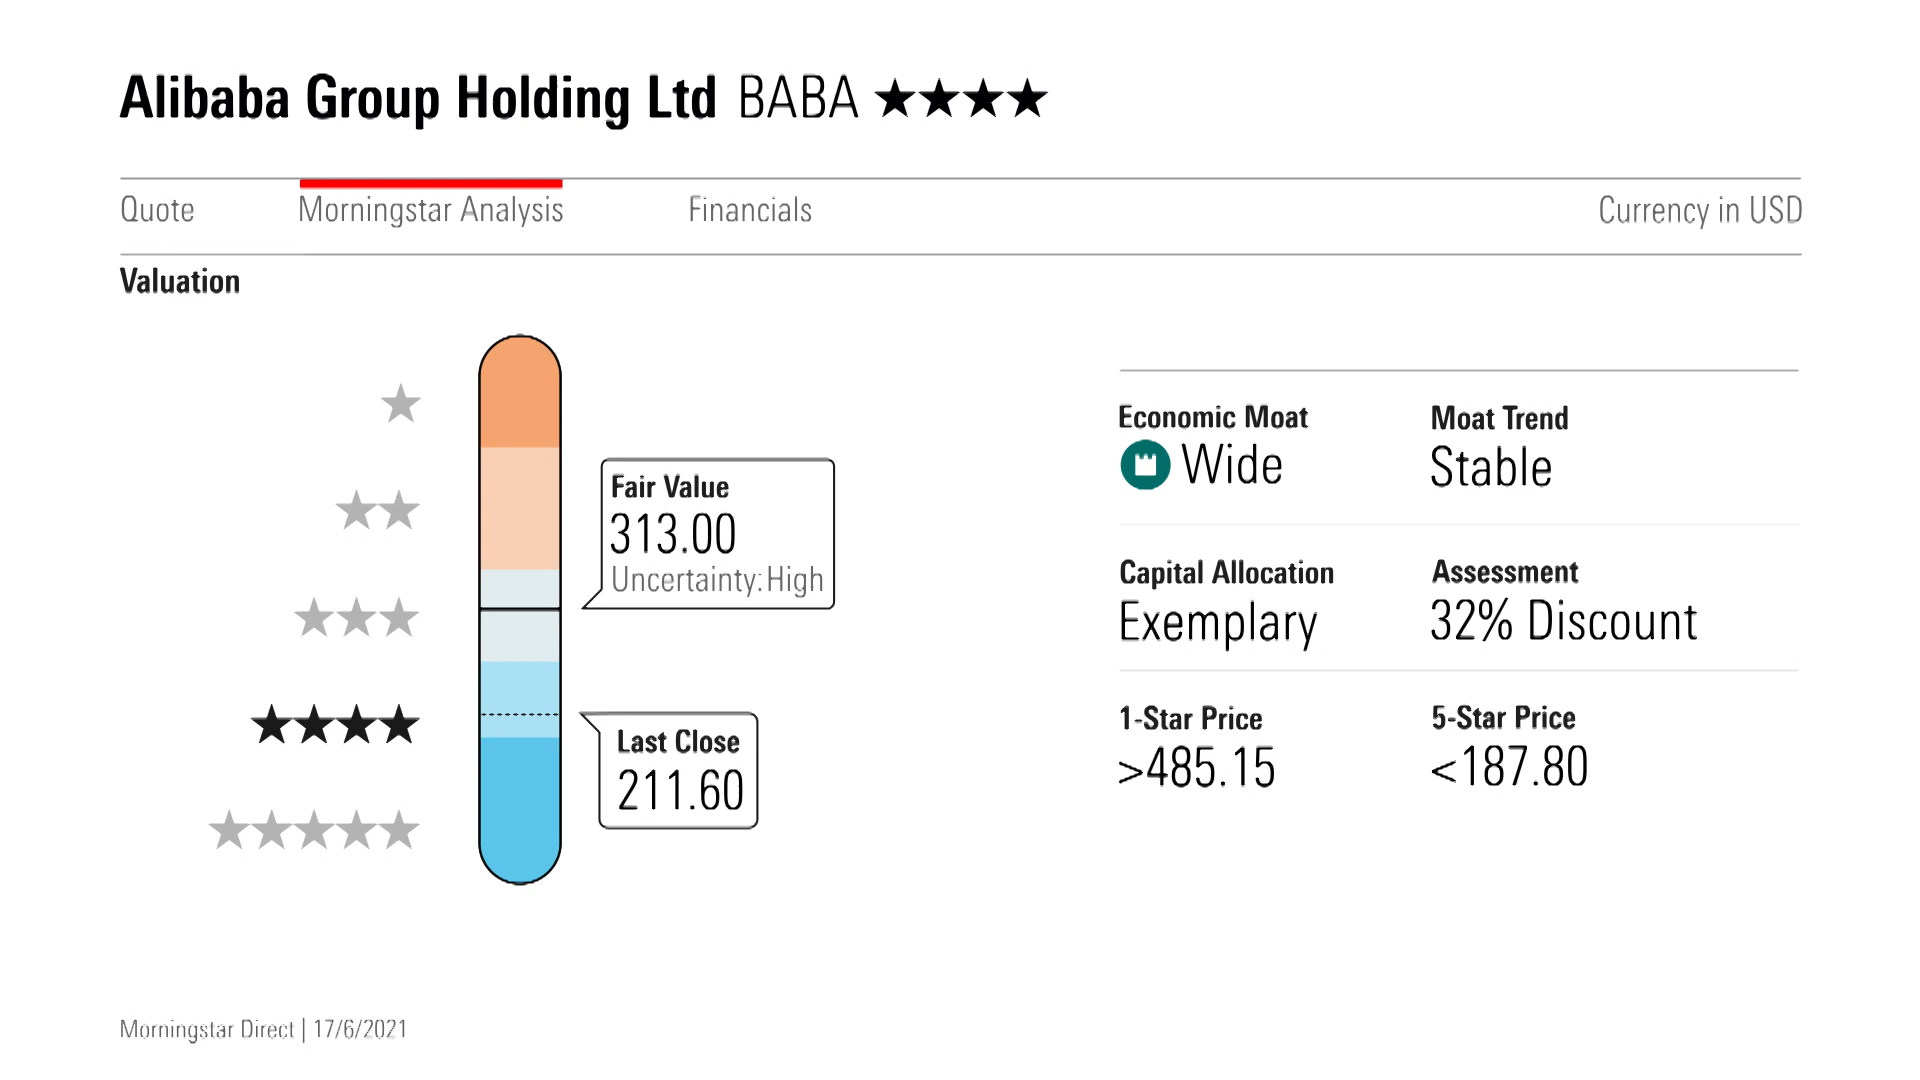 Alibaba Group Holding Ltd BABA ★★★★
Quote Morningstar Analysis Financials Currency in USD
Valuation
Fair Value
313.00
Uncertainty: High
Last Close
211.60
Economic Moat
Wide
Moat Trend
Stable
Capital Allocation
Exemplary
Assessment
32% Discount
1-Star Price
>485.15
5-Star Price
<187.80
Morningstar Direct | 17/6/2021